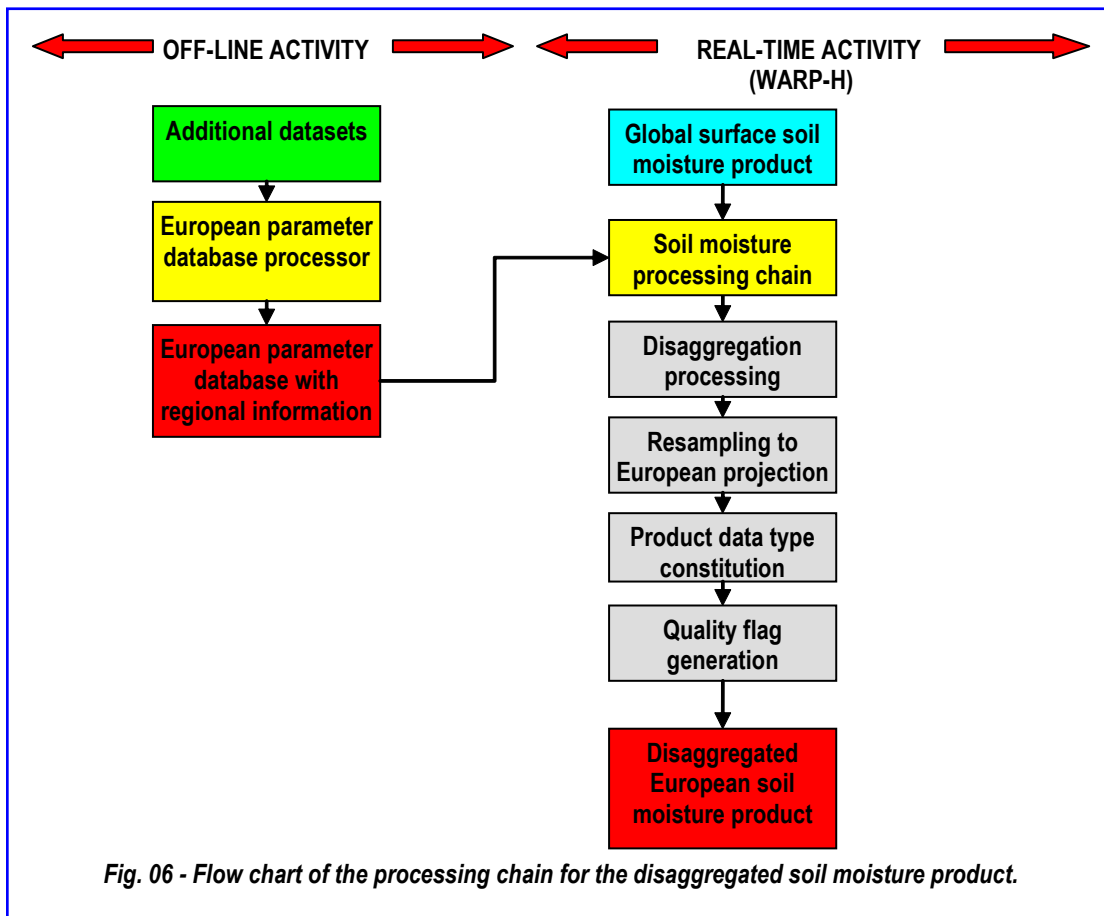 OFF-LINE ACTIVITY
REAL-TIME ACTIVITY
(WARP-H)
Additional datasets
European parameter
database processor
European parameter
database with
regional information
Global surface soil
moisture product
Soil moisture
processing chain
Disaggregation
processing
Resampling to
European projection
Product data type
constitution
Quality flag
generation
Disaggregated
European soil
moisture product
Fig. 06 - Flow chart of the processing chain for the disaggregated soil moisture product.